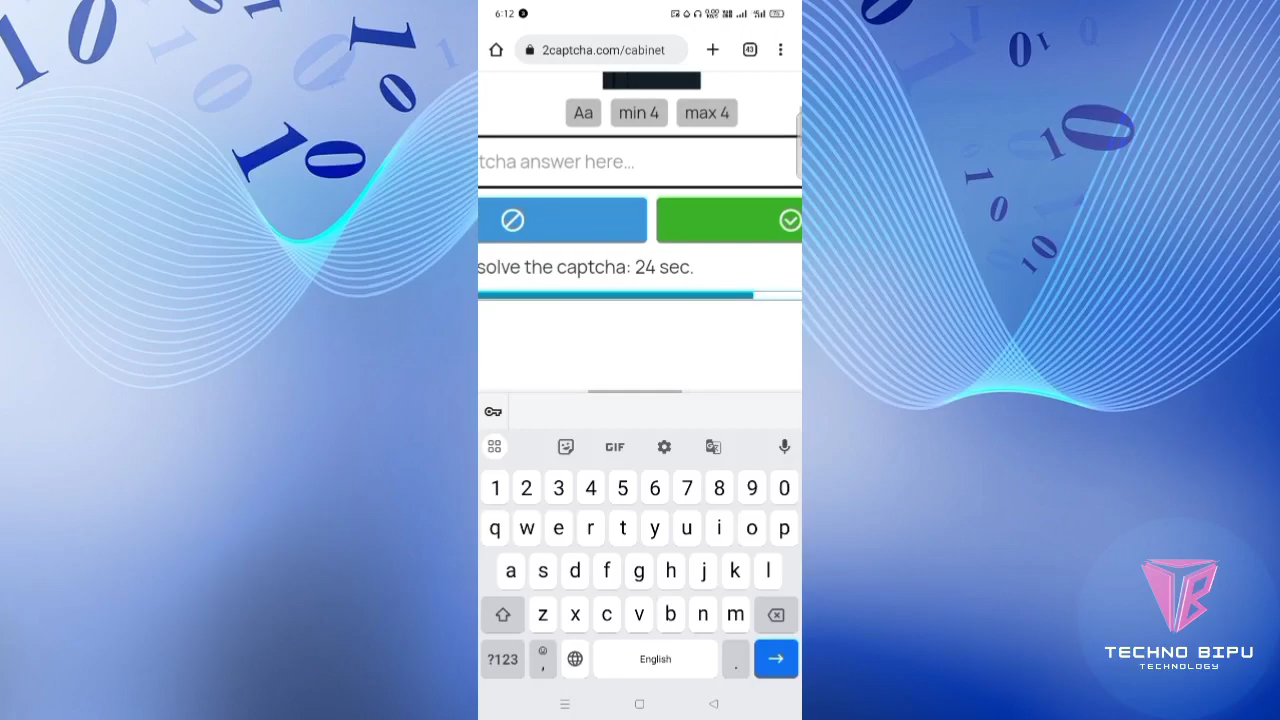 6:12
2captcha.com/cabinet
43
Aa min 4 max 4
tcha answer here...
solve the captcha: 24 sec.
GIF
1 2 3 4 5 6 7 8 9 0
q w e r t y u i o p
a s d f g h j k l
z x c v b n m
?123 , English .
TECHNO BIPU
TECHNOLOGY